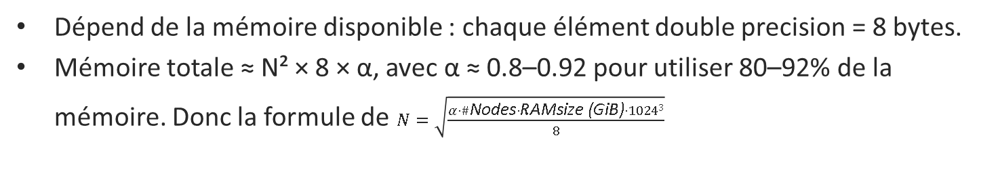 • Dépend de la mémoire disponible : chaque élément double precision = 8 bytes.
• Mémoire totale ≈ N² × 8 × α, avec α ≈ 0.8–0.92 pour utiliser 80–92% de la
mémoire. Donc la formule de N = √(α·#Nodes·RAMsize (GiB)·1024³ / 8)